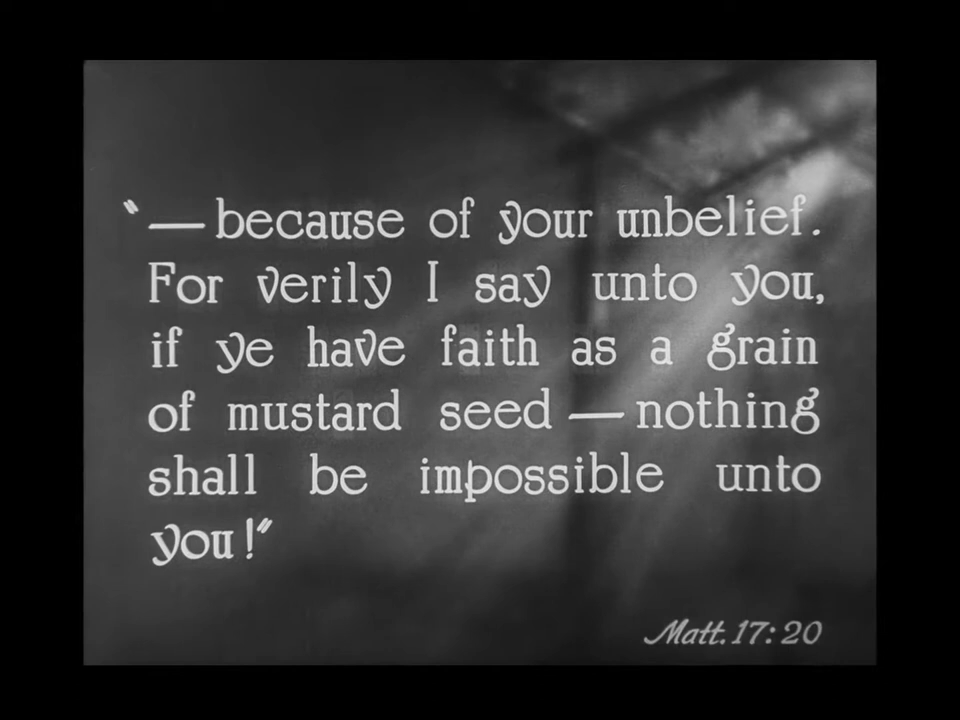 “—because of your unbelief.
For verily I say unto you,
if ye have faith as a grain
of mustard seed—nothing
shall be impossible unto
you!”
Matt. 17:20